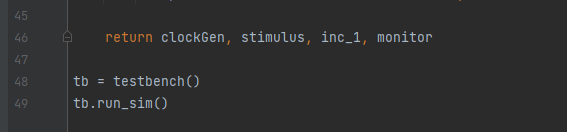 45
46 return clockGen, stimulus, inc_1, monitor
47
48 tb = testbench()
49 tb.run_sim()